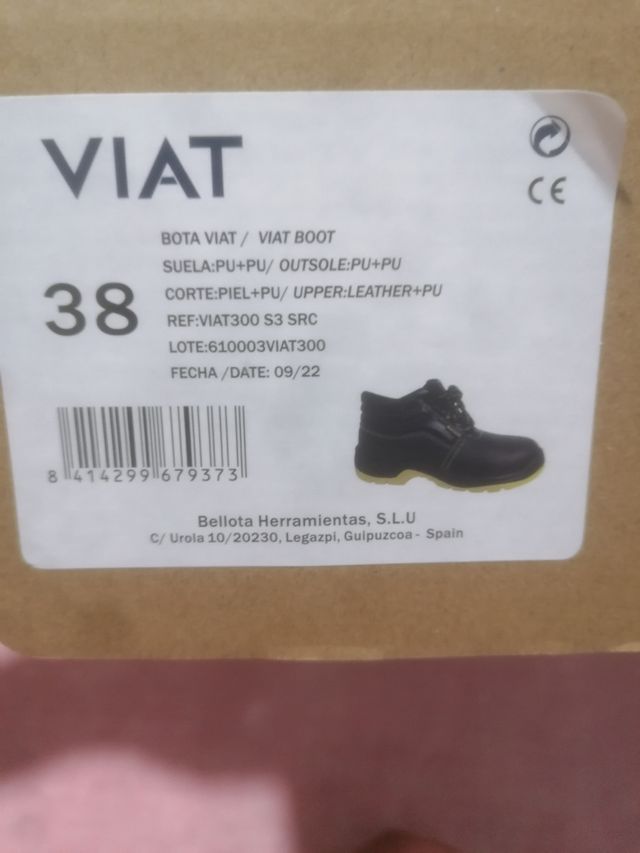 VIAT
CE
BOTA VIAT / VIAT BOOT
SUELA:PU+PU/ OUTSOLE:PU+PU
38
CORTE:PIEL+PU/ UPPER:LEATHER+PU
REF:VIAT300 S3 SRC
LOTE:610003VIAT300
FECHA /DATE: 09/22
8 414299 679373
Bellota Herramientas, S.L.U
C/ Urola 10/20230, Legazpi, Guipuzcoa - Spain